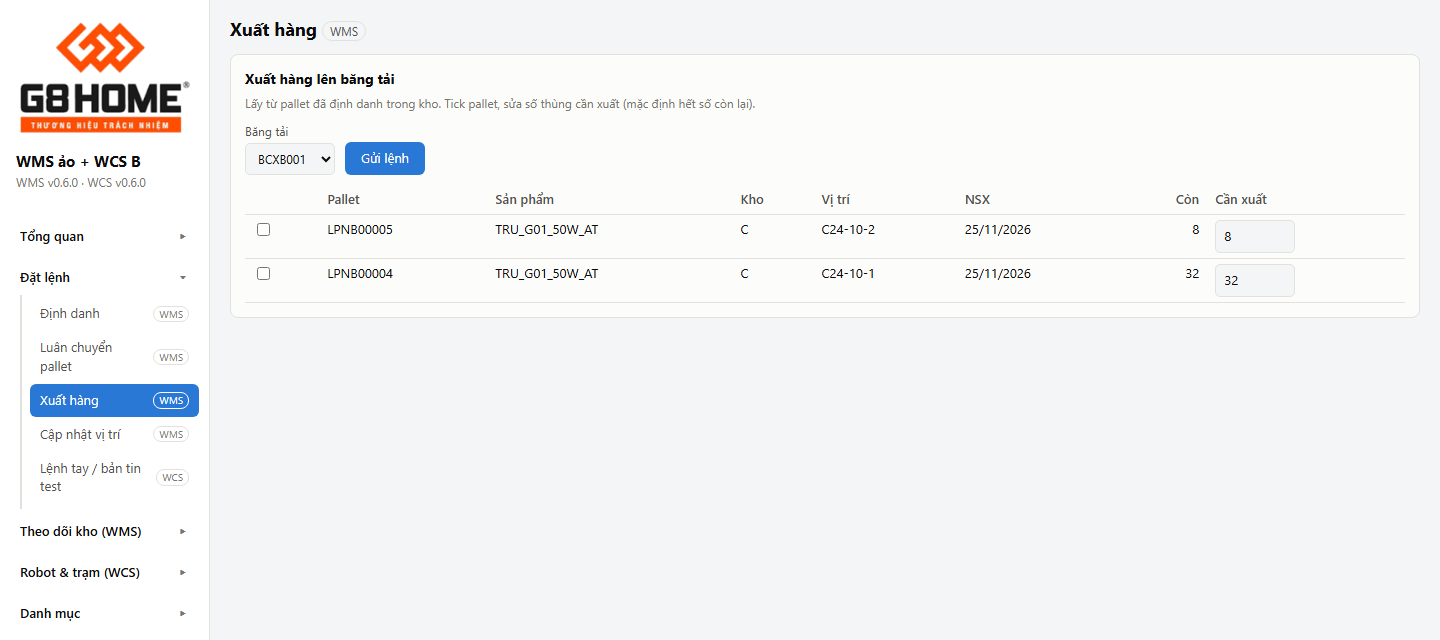 G8 HOME®
THƯƠNG HIỆU TRÁCH NHIỆM
WMS ảo + WCS B
WMS v0.6.0 · WCS v0.6.0
Tổng quan
Đặt lệnh
Định danh WMS
Luân chuyển
pallet WMS
Xuất hàng WMS
Cập nhật vị trí WMS
Lệnh tay / bản tin
test WCS
Theo dõi kho (WMS)
Robot & trạm (WCS)
Danh mục
Xuất hàng WMS
Xuất hàng lên băng tải
Lấy từ pallet đã định danh trong kho. Tick pallet, sửa số thùng cần xuất (mặc định hết số còn lại).
Băng tải
BCXB001 Gửi lệnh
Pallet Sản phẩm Kho Vị trí NSX Còn Cần xuất
LPNB00005 TRU_G01_50W_AT C C24-10-2 25/11/2026 8 8
LPNB00004 TRU_G01_50W_AT C C24-10-1 25/11/2026 32 32